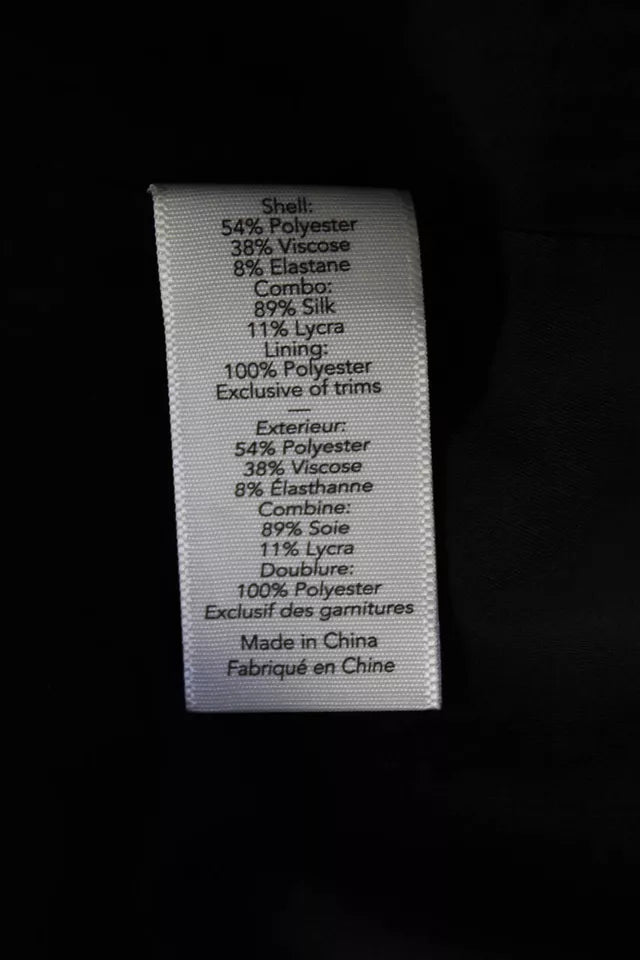 Shell:
54% Polyester
38% Viscose
8% Elastane
Combo:
89% Silk
11% Lycra
Lining:
100% Polyester
Exclusive of trims
—
Exterieur:
54% Polyester
38% Viscose
8% Élasthanne
Combine:
89% Soie
11% Lycra
Doublure:
100% Polyester
Exclusif des garnitures
Made in China
Fabriqué en Chine